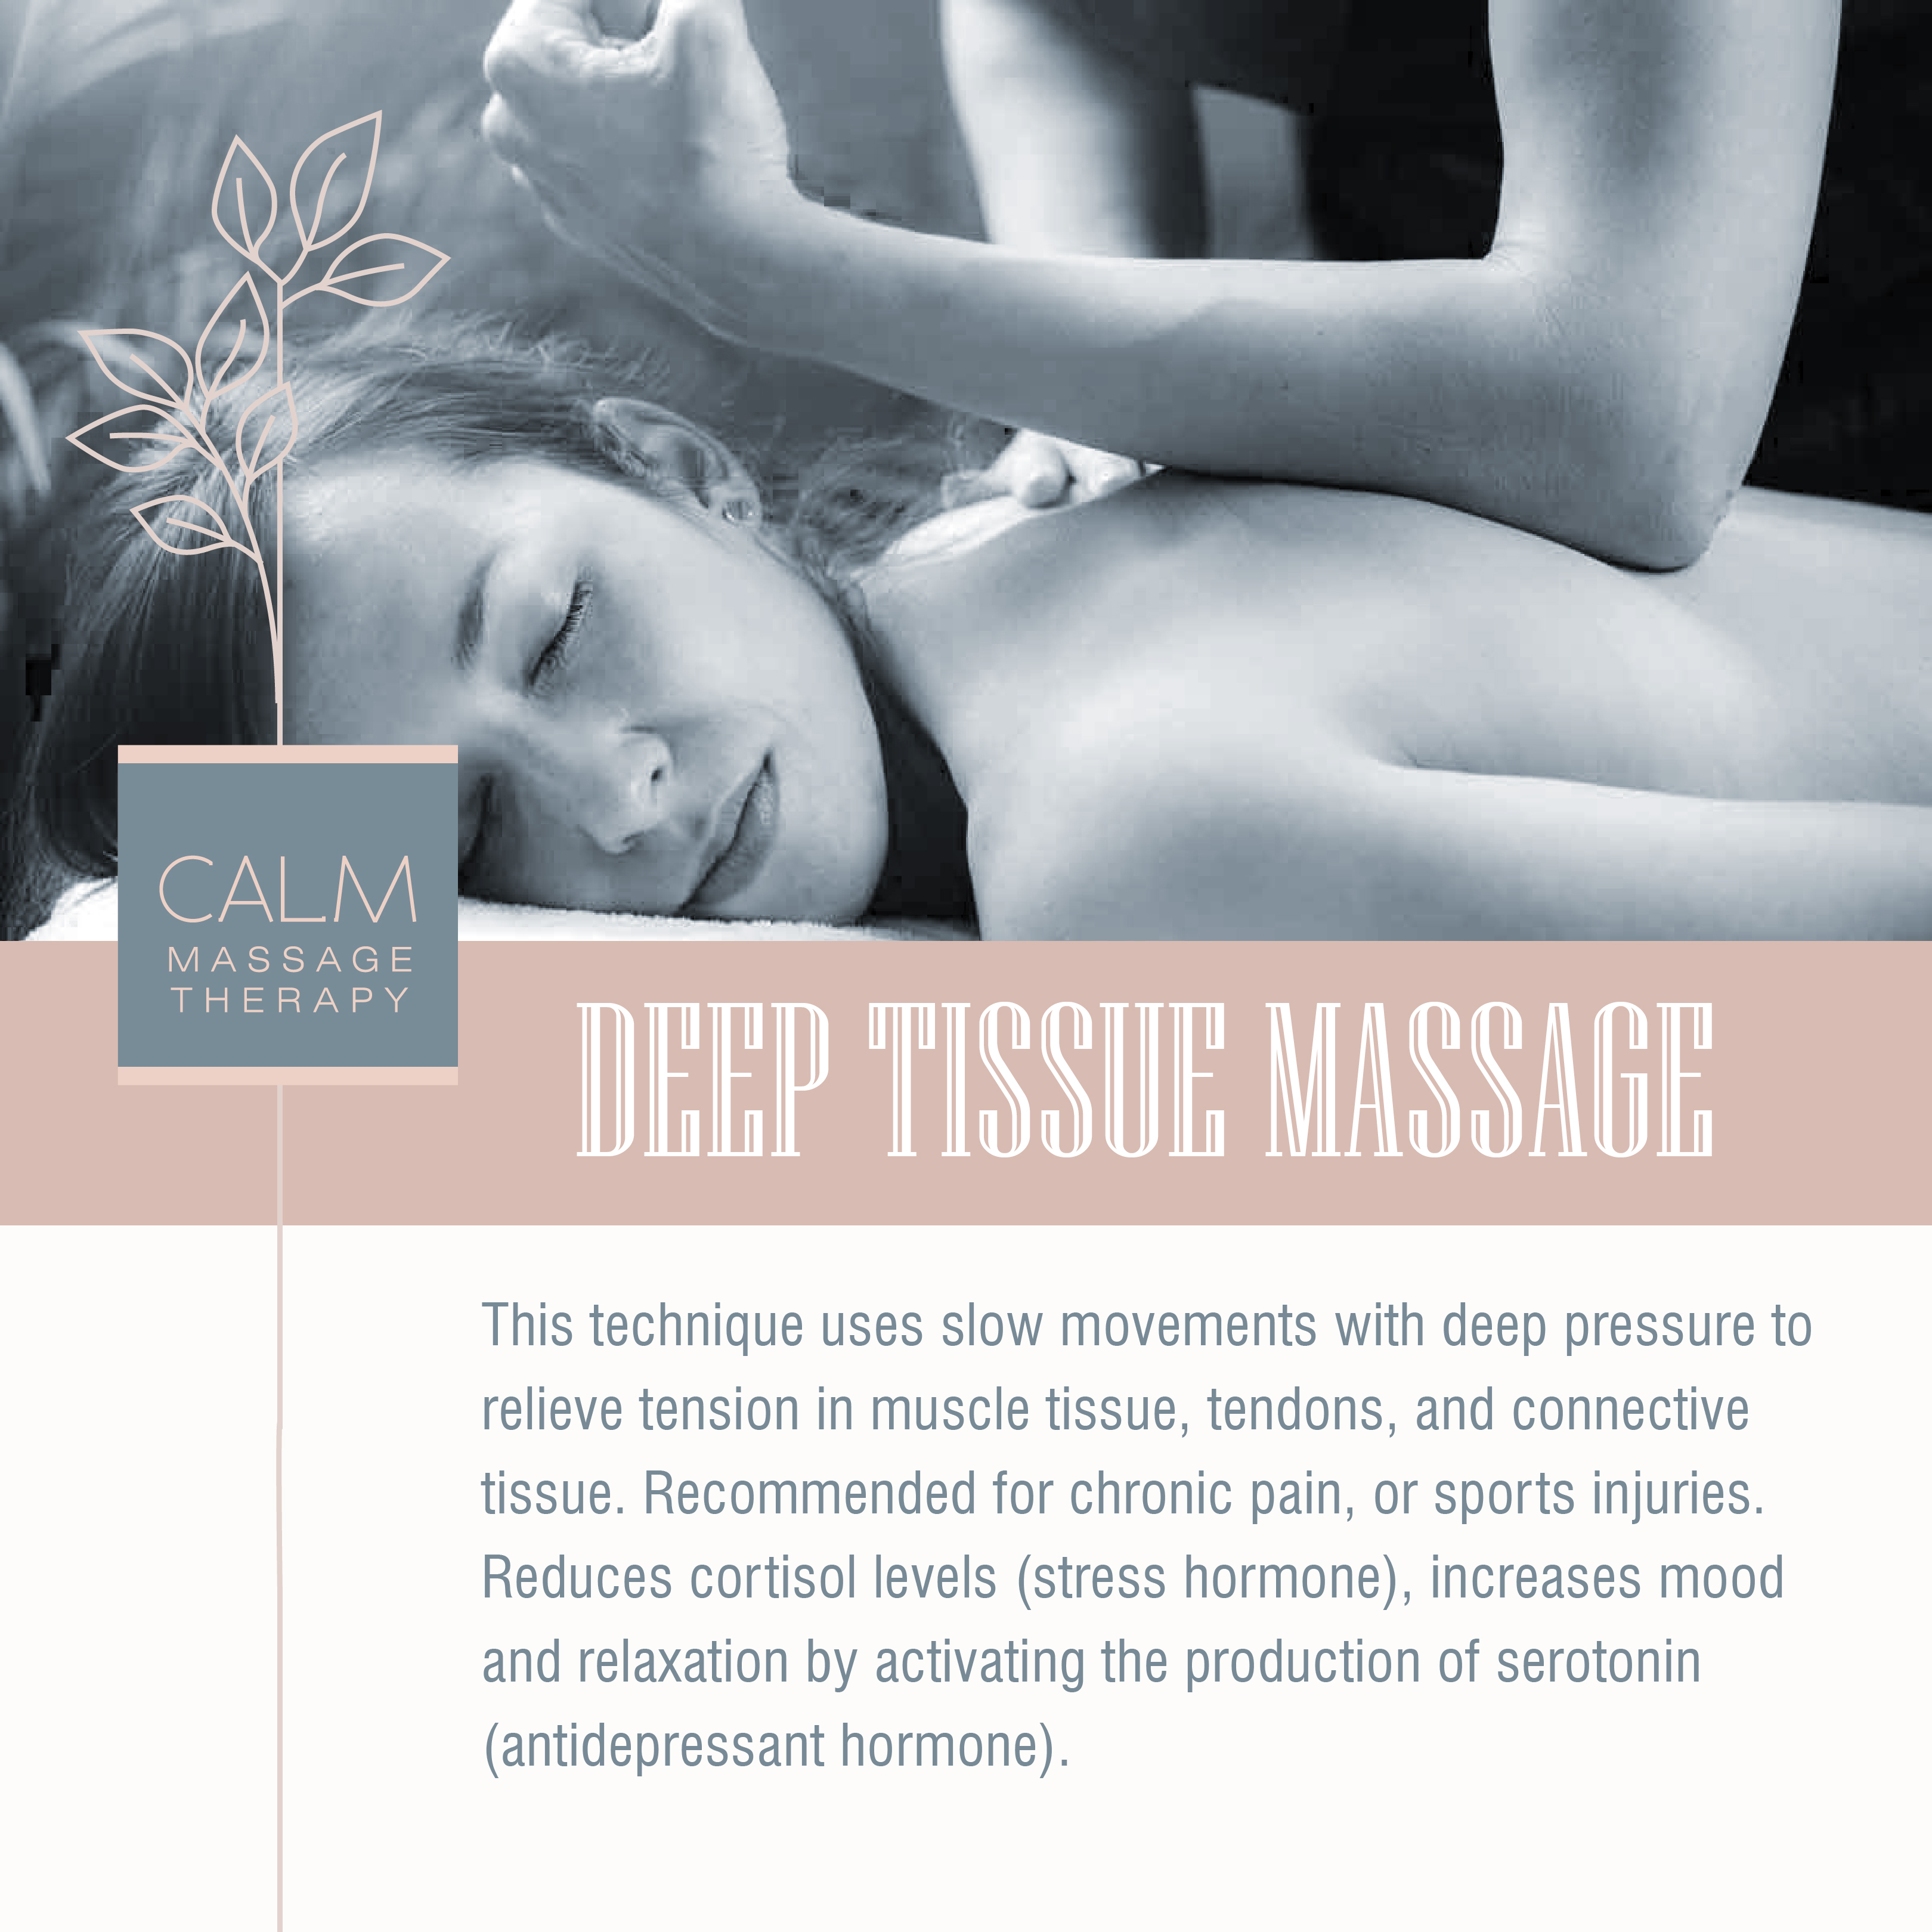 CALM
MASSAGE
THERAPY
DEEP TISSUE MASSAGE
This technique uses slow movements with deep pressure to
relieve tension in muscle tissue, tendons, and connective
tissue. Recommended for chronic pain, or sports injuries.
Reduces cortisol levels (stress hormone), increases mood
and relaxation by activating the production of serotonin
(antidepressant hormone).